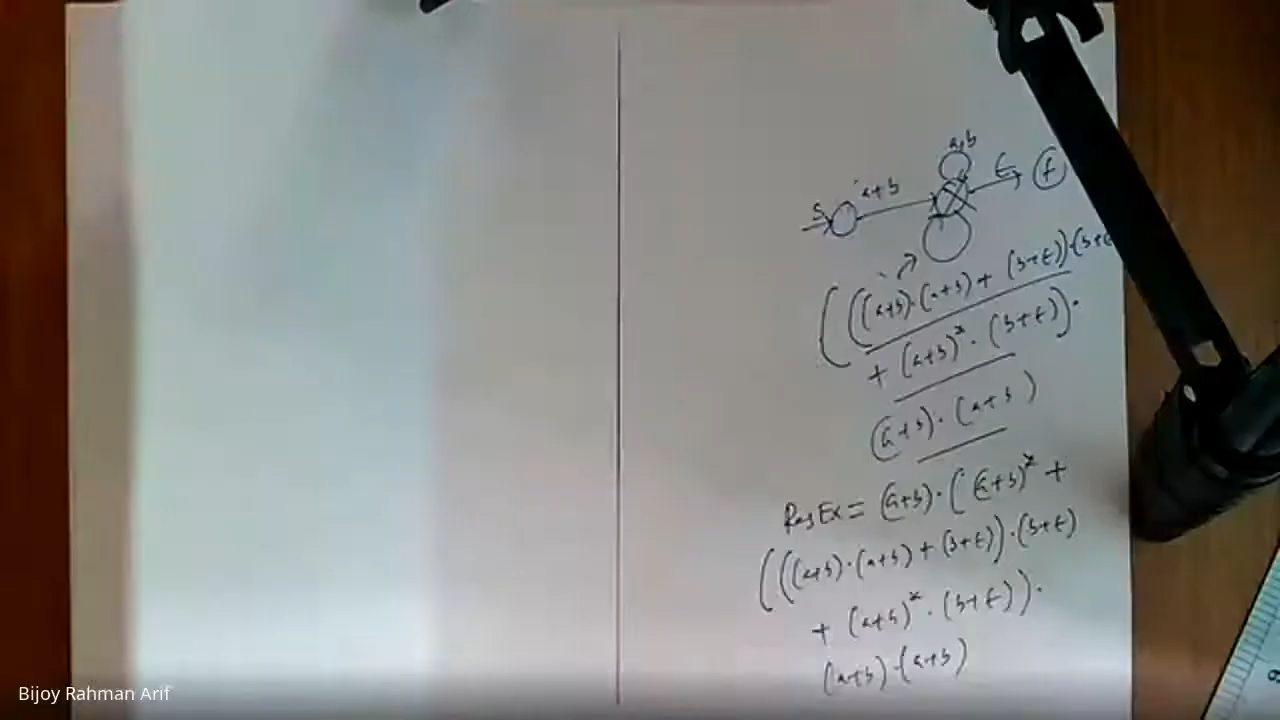 a,b
S a+b ε f
(((a+b)·(a+b)+(b+ε))·(b+ε
+ (a+b)*·(b+ε))·
(a+b)·(a+b)
RegEx = (a+b)·((a+b)* +
(((a+b)·(a+b)+(b+ε))·(b+ε)
+ (a+b)*·(b+ε))·
(a+b)·(a+b)
Bijoy Rahman Arif